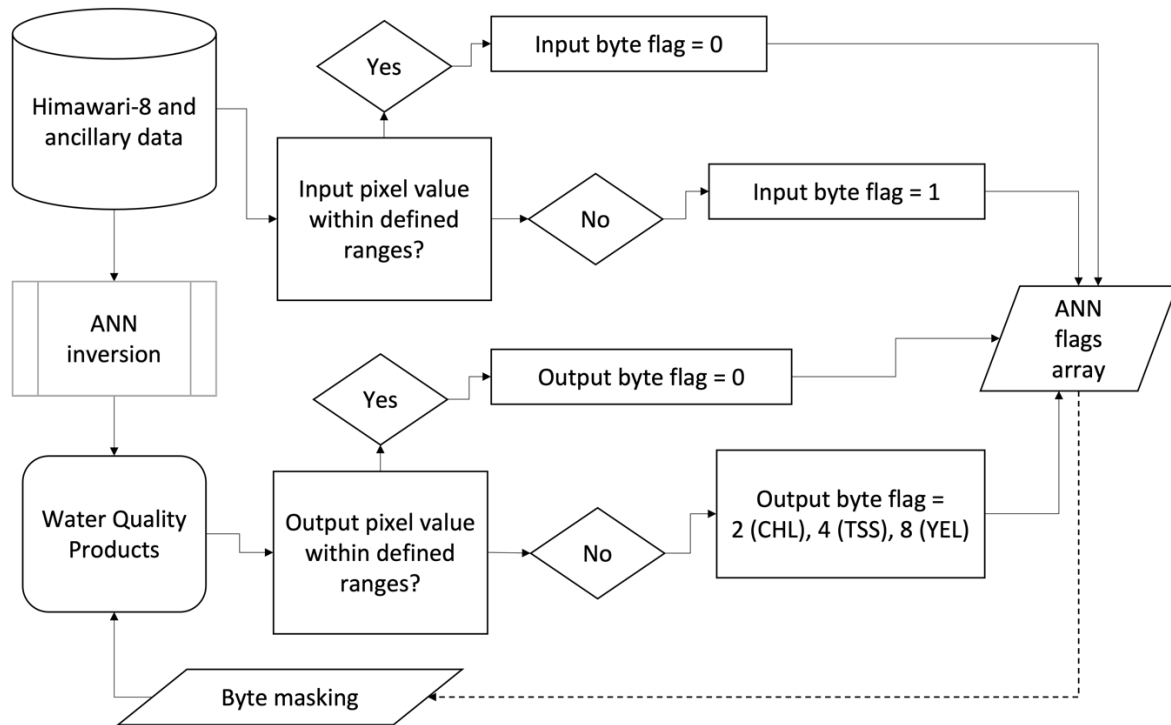 Himawari-8 and
ancillary data
Yes
Input byte flag = 0
Input pixel value
within defined
ranges?
No
Input byte flag = 1
ANN
inversion
ANN
flags
array
Yes
Output byte flag = 0
Water Quality
Products
Output pixel value
within defined
ranges?
No
Output byte flag =
2 (CHL), 4 (TSS), 8 (YEL)
Byte masking